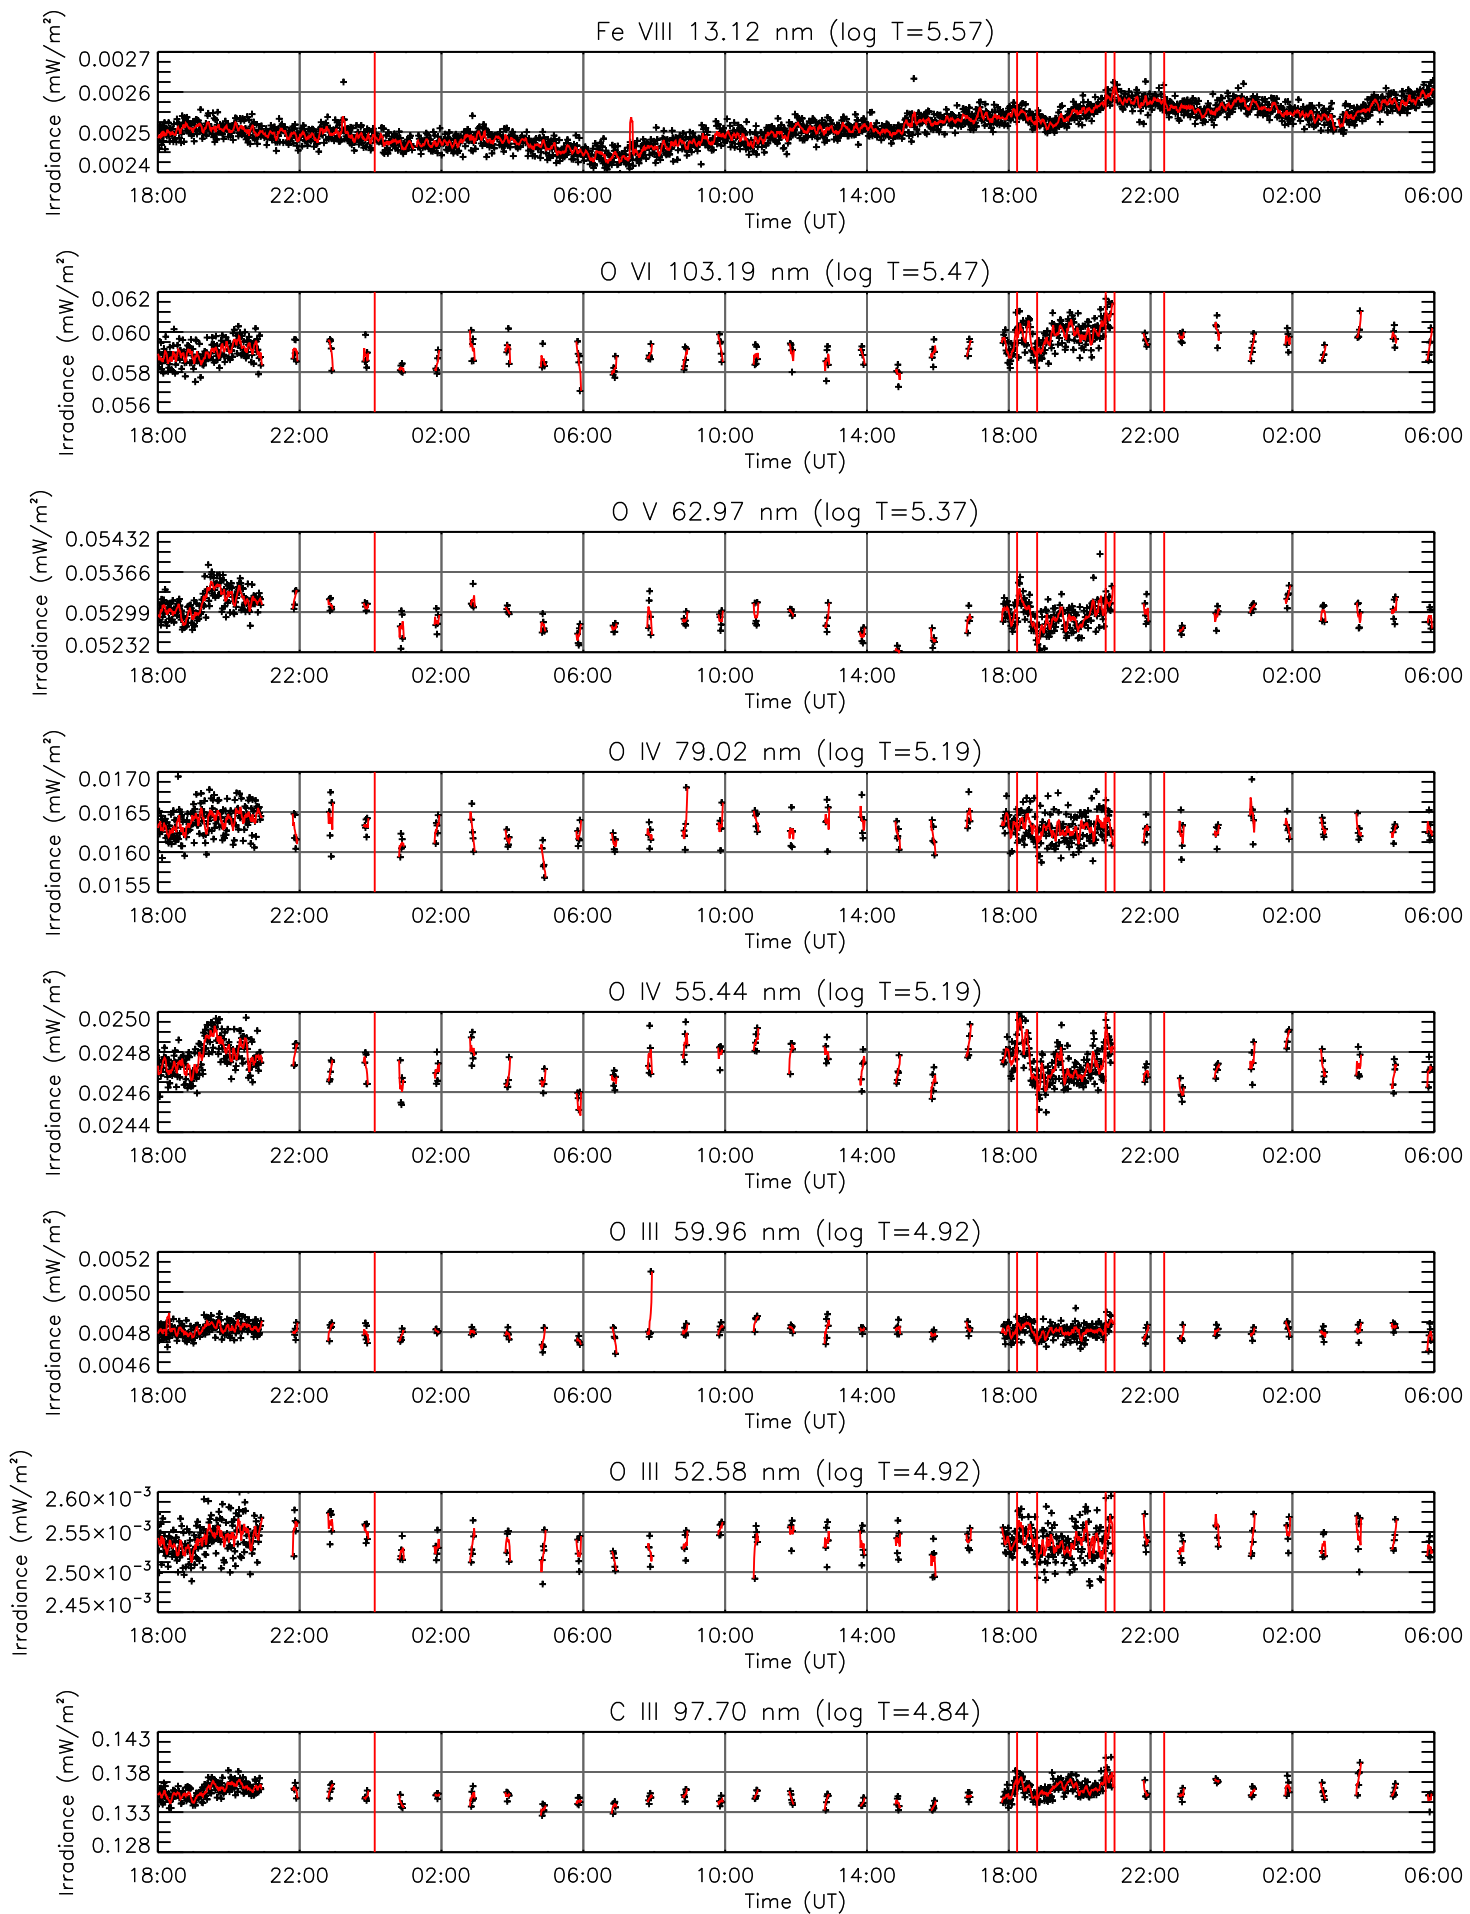 Fe VIII 13.12 nm (log T=5.57)
Irradiance (mW/m²)
0.0027
0.0026
0.0025
0.0024
18:00 22:00 02:00 06:00 10:00 14:00 18:00 22:00 02:00 06:00
Time (UT)
O VI 103.19 nm (log T=5.47)
Irradiance (mW/m²)
0.062
0.060
0.058
0.056
18:00 22:00 02:00 06:00 10:00 14:00 18:00 22:00 02:00 06:00
Time (UT)
O V 62.97 nm (log T=5.37)
Irradiance (mW/m²)
0.05432
0.05366
0.05299
0.05232
18:00 22:00 02:00 06:00 10:00 14:00 18:00 22:00 02:00 06:00
Time (UT)
O IV 79.02 nm (log T=5.19)
Irradiance (mW/m²)
0.0170
0.0165
0.0160
0.0155
18:00 22:00 02:00 06:00 10:00 14:00 18:00 22:00 02:00 06:00
Time (UT)
O IV 55.44 nm (log T=5.19)
Irradiance (mW/m²)
0.0250
0.0248
0.0246
0.0244
18:00 22:00 02:00 06:00 10:00 14:00 18:00 22:00 02:00 06:00
Time (UT)
O III 59.96 nm (log T=4.92)
Irradiance (mW/m²)
0.0052
0.0050
0.0048
0.0046
18:00 22:00 02:00 06:00 10:00 14:00 18:00 22:00 02:00 06:00
Time (UT)
O III 52.58 nm (log T=4.92)
Irradiance (mW/m²)
2.60×10⁻³
2.55×10⁻³
2.50×10⁻³
2.45×10⁻³
18:00 22:00 02:00 06:00 10:00 14:00 18:00 22:00 02:00 06:00
Time (UT)
C III 97.70 nm (log T=4.84)
Irradiance (mW/m²)
0.143
0.138
0.133
0.128
18:00 22:00 02:00 06:00 10:00 14:00 18:00 22:00 02:00 06:00
Time (UT)